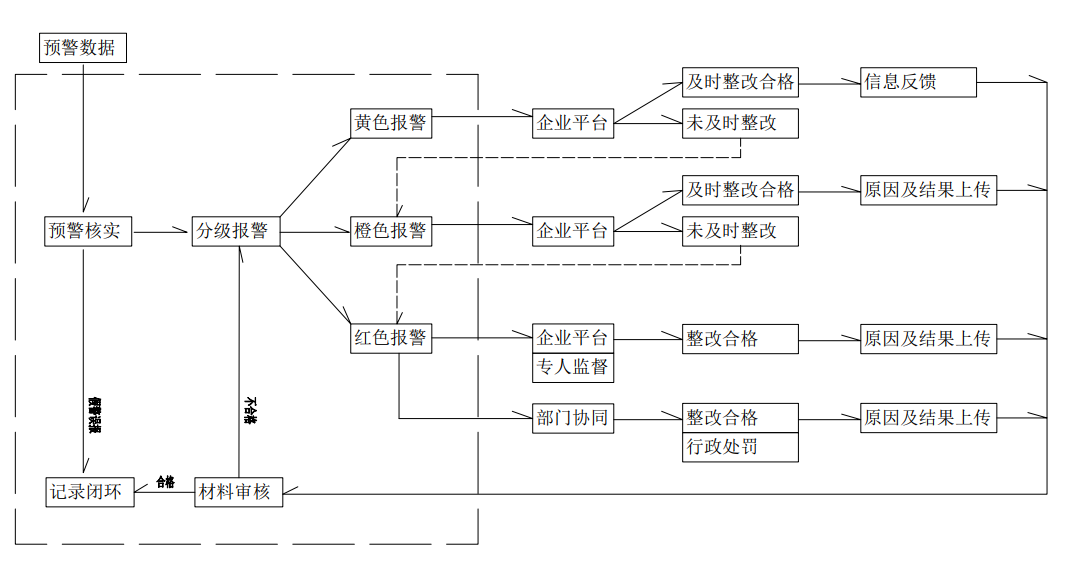 预警数据
及时整改合格
信息反馈
黄色报警
企业平台
未及时整改
及时整改合格
原因及结果上传
预警核实
分级报警
橙色报警
企业平台
未及时整改
红色报警
企业平台
专人监督
整改合格
原因及结果上传
部门协同
整改合格
行政处罚
原因及结果上传
假警误报
不合格
记录闭环
合格
材料审核